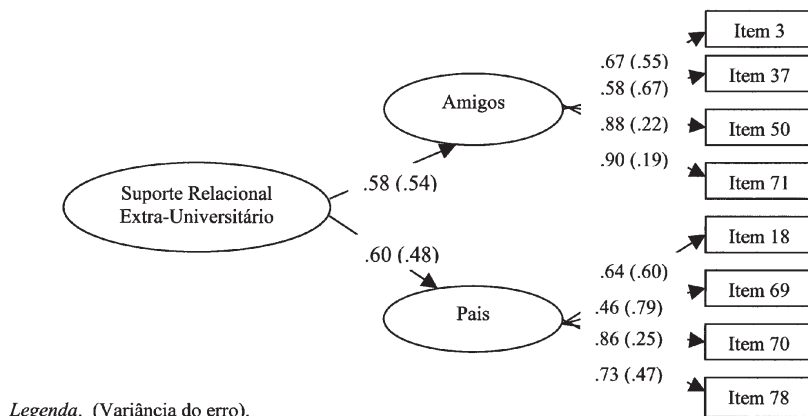 Item 3
.67 (.55)
Item 37
.58 (.67)
Amigos
.88 (.22)
Item 50
.90 (.19)
Item 71
.58 (.54)
Suporte Relacional
Extra-Universitário
.60 (.48)
Item 18
.64 (.60)
Item 69
.46 (.79)
Pais
.86 (.25)
Item 70
.73 (.47)
Item 78
Legenda. (Variância do erro).